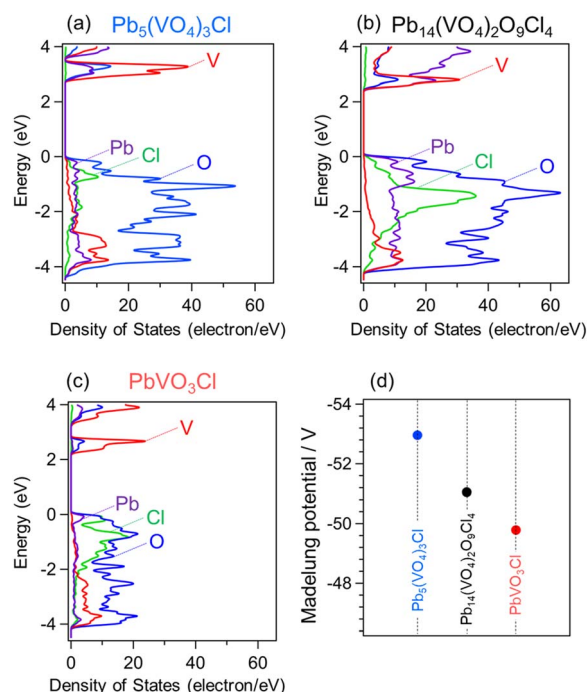 (a) Pb5(VO4)3Cl
4
2
0
-2
-4
Energy (eV)
V
Pb
Cl
O
0 20 40 60
Density of States (electron/eV)
(b) Pb14(VO4)2O9Cl4
4
2
0
-2
-4
Energy (eV)
V
Pb
Cl
O
0 20 40 60
Density of States (electron/eV)
(c) PbVO3Cl
4
2
0
-2
-4
Energy (eV)
V
Pb
Cl
O
0 20 40 60
Density of States (electron/eV)
(d)
-54
-52
-50
-48
Madelung potential / V
Pb5(VO4)3Cl
Pb14(VO4)2O9Cl4
PbVO3Cl